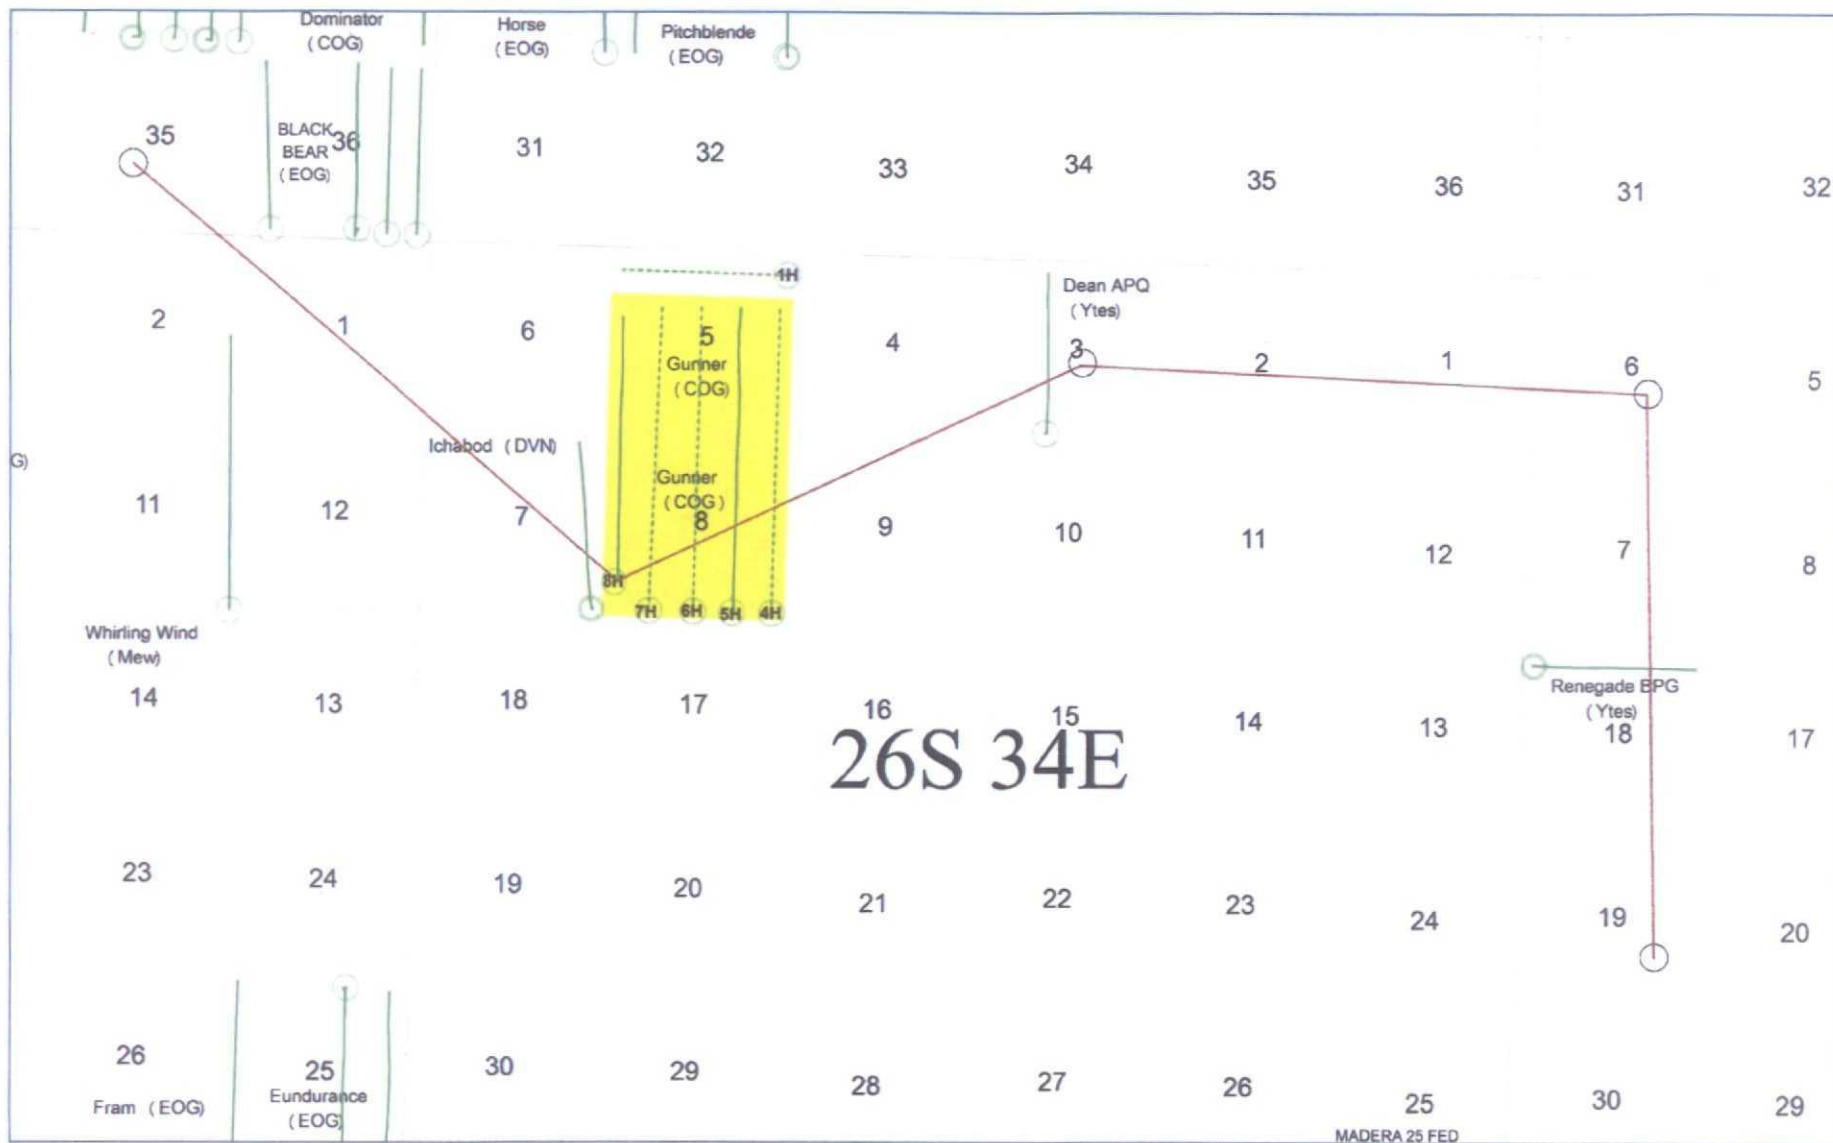 Dominator
(COG)
Horse
(EOG)
Pitchblende
(EOG)
35
BLACK
BEAR
(EOG)
36
31
32
33
34
35
36
31
32
1H
Dean APQ
(Ytes)
2
1
6
5
Gunner
(COG)
4
3
2
1
6
5
G)
Ichabod (DVN)
Gunner
(COG)
11
12
7
8
9
10
11
12
7
8
8H
7H
6H
5H
4H
Whirling Wind
(Mew)
14
13
18
17
16
15
14
13
Renegade BPG
(Ytes)
18
17
26S 34E
23
24
19
20
21
22
23
24
19
20
26
25
30
29
28
27
26
25
30
29
Fram (EOG)
Eundurance
(EOG)
MADERA 25 FED